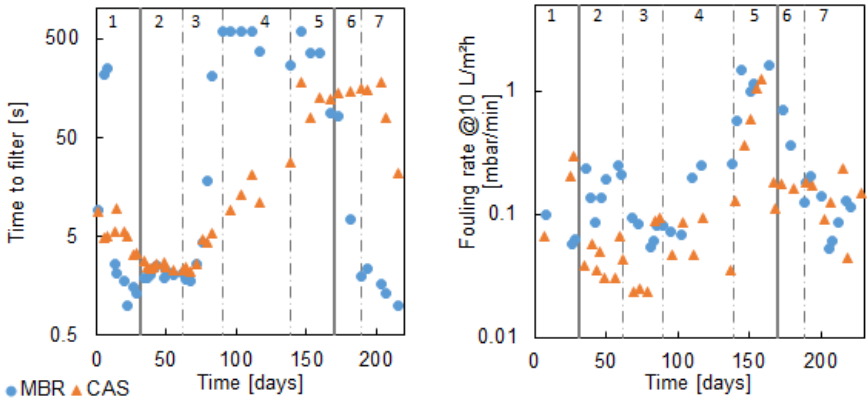 1 2 3 4 5 6 7
500
50
5
0.5
Time to filter [s]
0 50 100 150 200
Time [days]
MBR CAS
1 2 3 4 5 6 7
1
0.1
0.01
Fouling rate @10 L/m²h
[mbar/min]
0 50 100 150 200
Time [days]